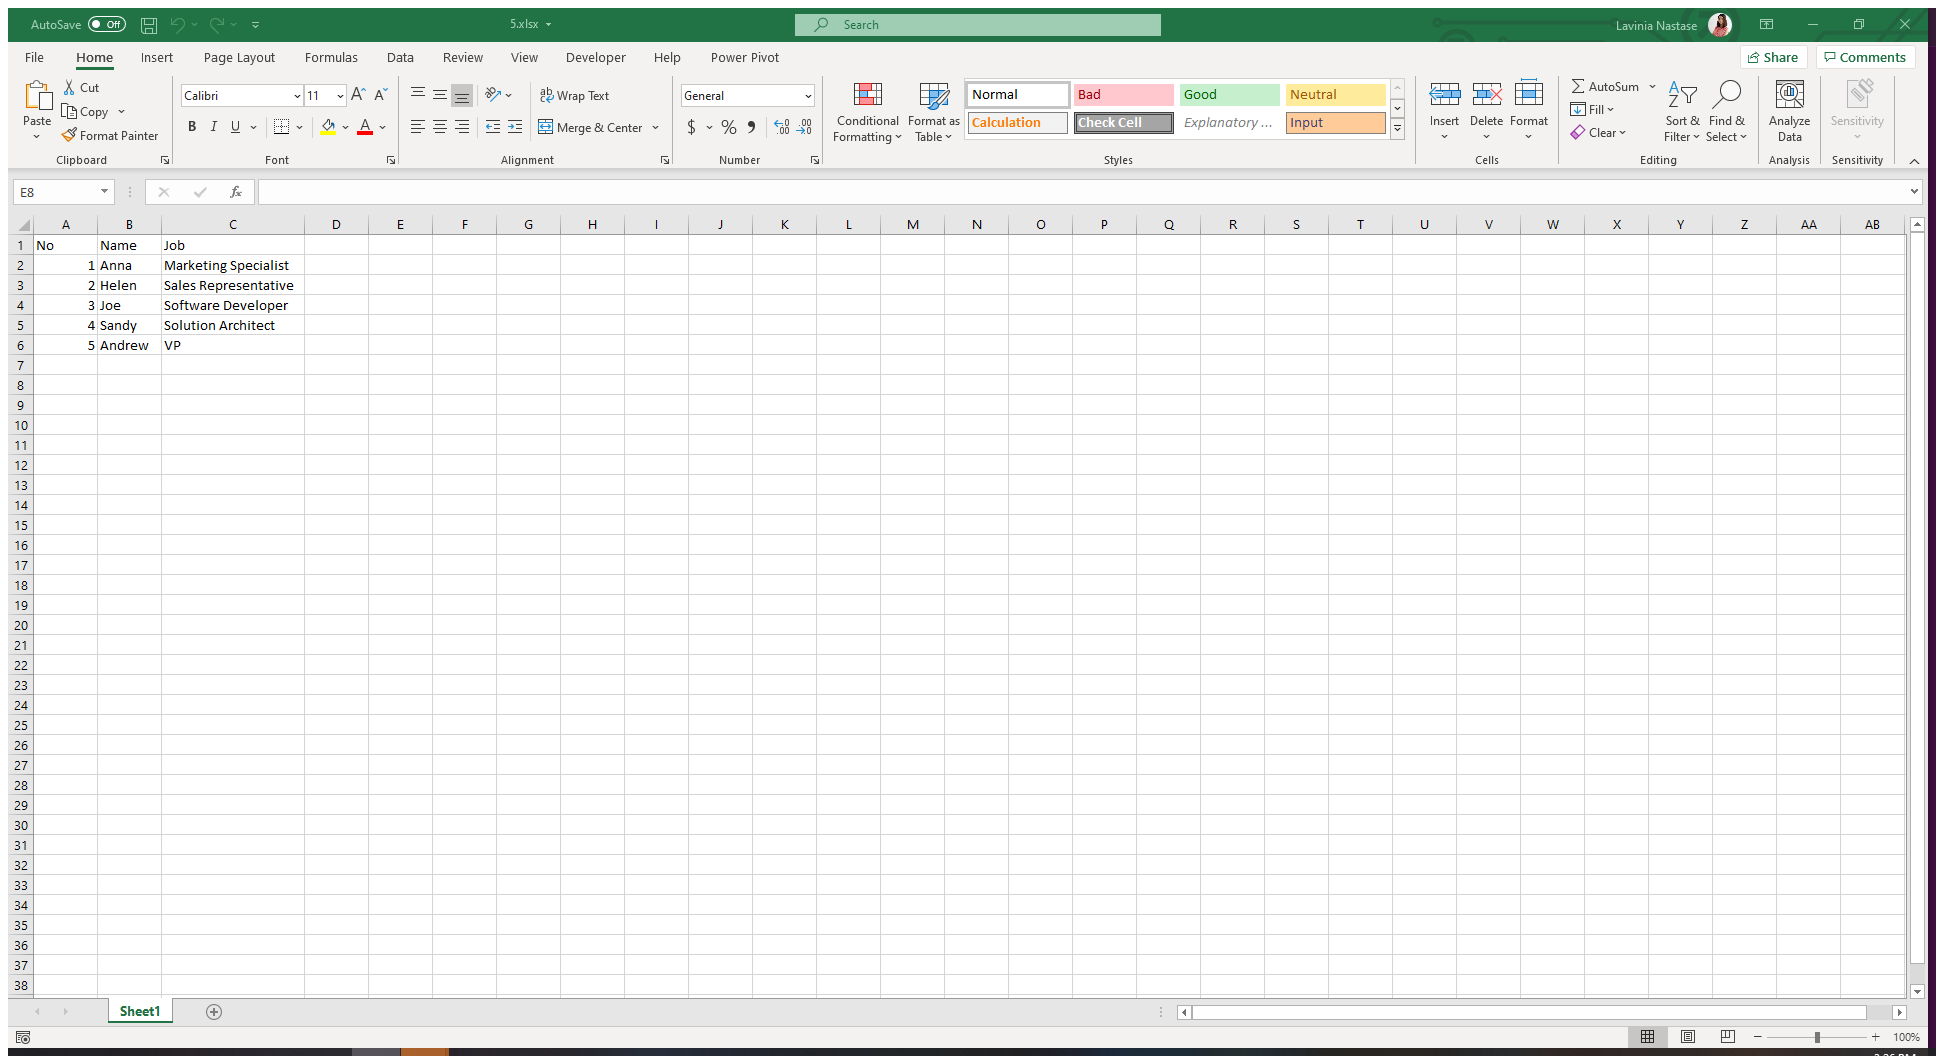 AutoSave Off 5.xlsx Search Lavinia Nastase
File Home Insert Page Layout Formulas Data Review View Developer Help Power Pivot Share Comments
Paste Cut Copy Format Painter
Clipboard
Calibri 11 A A
B I U A
Font
ab Wrap Text
Merge & Center
Alignment
General
$ % 9 .00 .00
Number
Conditional Formatting Format as Table
Normal Bad Good Neutral
Calculation Check Cell Explanatory ... Input
Styles
Insert Delete Format
Cells
AutoSum
Fill
Clear
Sort & Filter Find & Select
Editing
Analyze Data
Analysis
Sensitivity
Sensitivity
E8 fx
A B C D E F G H I J K L M N O P Q R S T U V W X Y Z AA AB
1 No Name Job
2 1 Anna Marketing Specialist
3 2 Helen Sales Representative
4 3 Joe Software Developer
5 4 Sandy Solution Architect
6 5 Andrew VP
7
8
9
10
11
12
13
14
15
16
17
18
19
20
21
22
23
24
25
26
27
28
29
30
31
32
33
34
35
36
37
38
Sheet1
100%